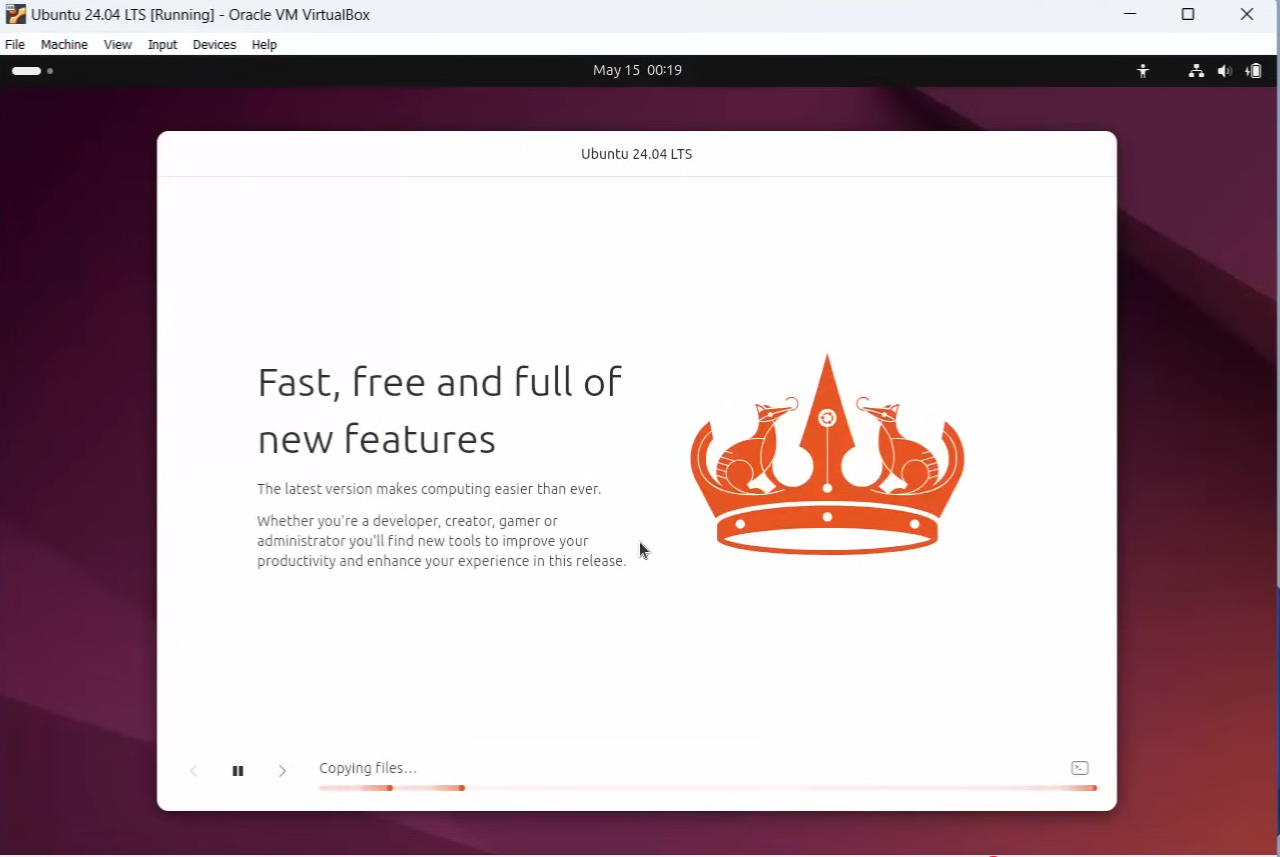 Ubuntu 24.04 LTS [Running] - Oracle VM VirtualBox
File Machine View Input Devices Help
May 15 00:19
Ubuntu 24.04 LTS
Fast, free and full of
new features
The latest version makes computing easier than ever.
Whether you're a developer, creator, gamer or
administrator you'll find new tools to improve your
productivity and enhance your experience in this release.
Copying files...